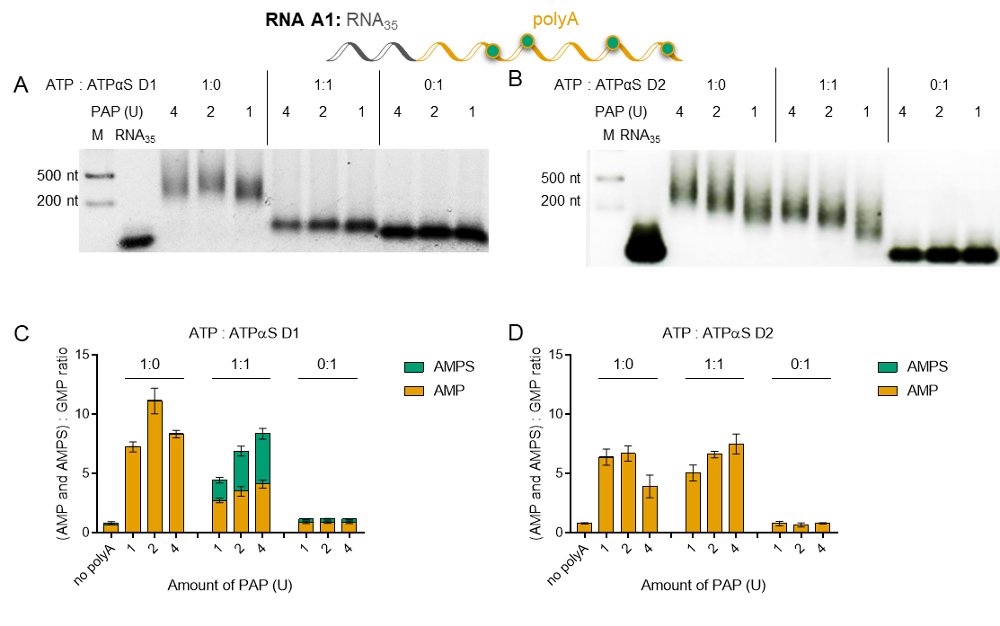 RNA A1: RNA35 polyA
A
ATP : ATPαS D1 1:0 1:1 0:1
PAP (U) 4 2 1 4 2 1 4 2 1
M RNA35
500 nt
200 nt
B
ATP : ATPαS D2 1:0 1:1 0:1
PAP (U) 4 2 1 4 2 1 4 2 1
M RNA35
500 nt
200 nt
C
ATP : ATPαS D1
(AMP and AMPS) : GMP ratio
15
10
5
0
1:0 1:1 0:1
AMPS
AMP
no polyA 1 2 4 1 2 4 1 2 4
Amount of PAP (U)
D
ATP : ATPαS D2
(AMP and AMPS) : GMP ratio
15
10
5
0
1:0 1:1 0:1
AMPS
AMP
no polyA 1 2 4 1 2 4 1 2 4
Amount of PAP (U)